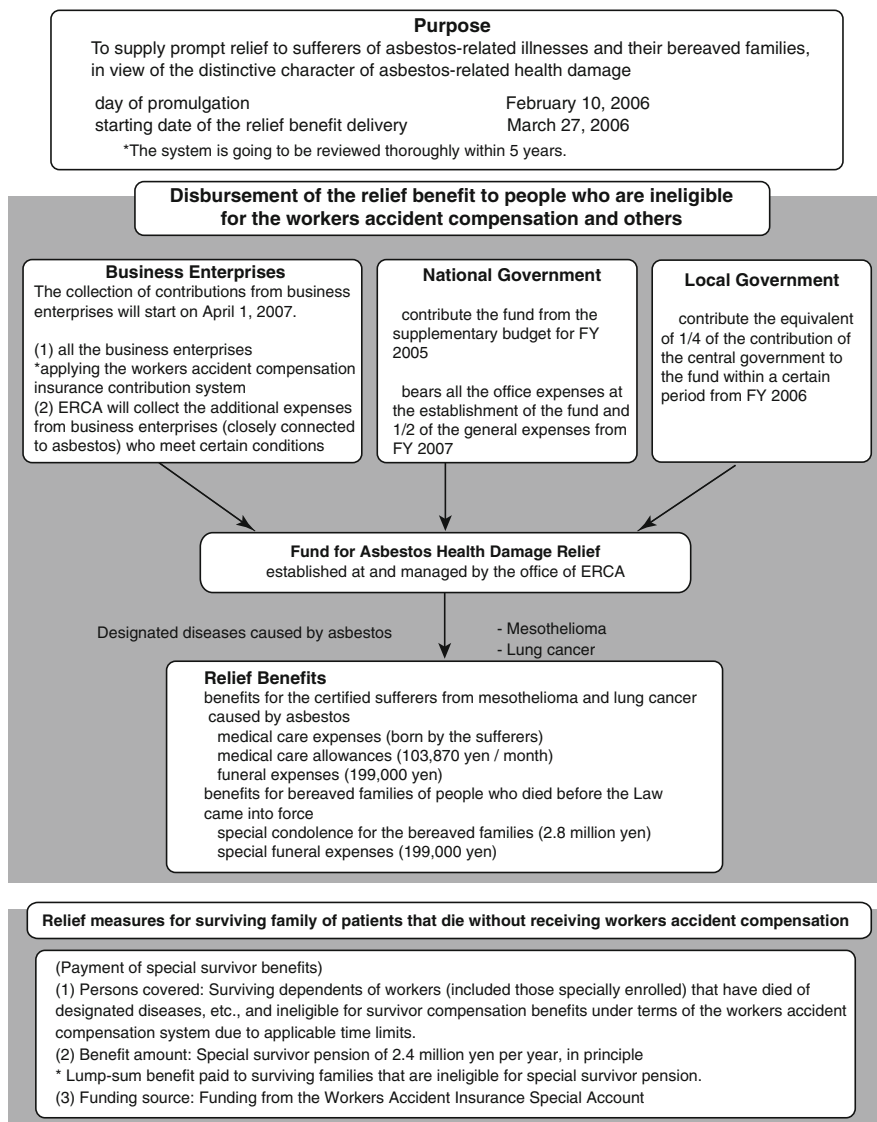 Purpose
To supply prompt relief to sufferers of asbestos-related illnesses and their bereaved families,
in view of the distinctive character of asbestos-related health damage
day of promulgation February 10, 2006
starting date of the relief benefit delivery March 27, 2006
*The system is going to be reviewed thoroughly within 5 years.
Disbursement of the relief benefit to people who are ineligible
for the workers accident compensation and others
Business Enterprises
The collection of contributions from business
enterprises will start on April 1, 2007.
(1) all the business enterprises
*applying the workers accident compensation
insurance contribution system
(2) ERCA will collect the additional expenses
from business enterprises (closely connected
to asbestos) who meet certain conditions
National Government
contribute the fund from the
supplementary budget for FY
2005
bears all the office expenses at
the establishment of the fund and
1/2 of the general expenses from
FY 2007
Local Government
contribute the equivalent
of 1/4 of the contribution of
the central government to
the fund within a certain
period from FY 2006
Fund for Asbestos Health Damage Relief
established at and managed by the office of ERCA
Designated diseases caused by asbestos
- Mesothelioma
- Lung cancer
Relief Benefits
benefits for the certified sufferers from mesothelioma and lung cancer
caused by asbestos
medical care expenses (born by the sufferers)
medical care allowances (103,870 yen / month)
funeral expenses (199,000 yen)
benefits for bereaved families of people who died before the Law
came into force
special condolence for the bereaved families (2.8 million yen)
special funeral expenses (199,000 yen)
Relief measures for surviving family of patients that die without receiving workers accident compensation
(Payment of special survivor benefits)
(1) Persons covered: Surviving dependents of workers (included those specially enrolled) that have died of
designated diseases, etc., and ineligible for survivor compensation benefits under terms of the workers accident
compensation system due to applicable time limits.
(2) Benefit amount: Special survivor pension of 2.4 million yen per year, in principle
* Lump-sum benefit paid to surviving families that are ineligible for special survivor pension.
(3) Funding source: Funding from the Workers Accident Insurance Special Account